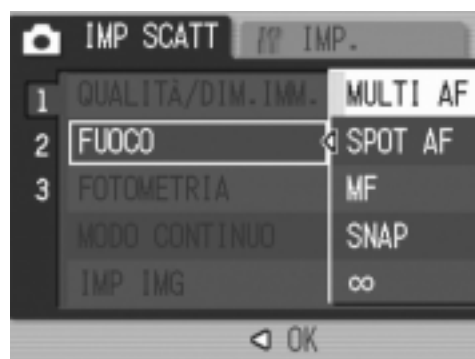 IMP SCATT IMP.
1 QUALITÀ/DIM.IMM. MULTI AF
2 FUOCO SPOT AF
3 FOTOMETRIA MF
MODO CONTINUO SNAP
IMP IMG ∞
OK